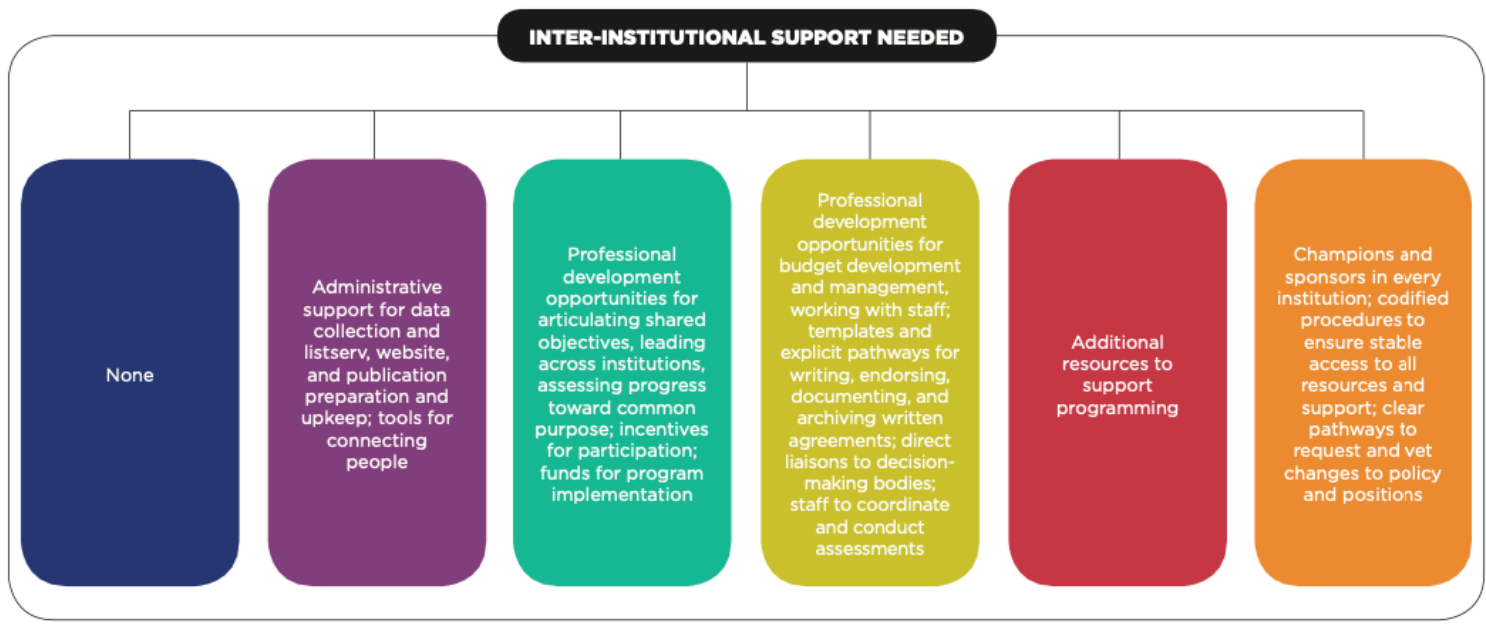 INTER-INSTITUTIONAL SUPPORT NEEDED
None
Administrative
support for data
collection and
listserv, website,
and publication
preparation and
upkeep; tools for
connecting
people
Professional
development
opportunities for
articulating shared
objectives, leading
across institutions,
assessing progress
toward common
purpose; incentives
for participation;
funds for program
implementation
Professional
development
opportunities for
budget development
and management,
working with staff;
templates and
explicit pathways for
writing, endorsing,
documenting, and
archiving written
agreements; direct
liaisons to decision-
making bodies;
staff to coordinate
and conduct
assessments
Additional
resources to
support
programming
Champions and
sponsors in every
institution; codified
procedures to
ensure stable
access to all
resources and
support; clear
pathways to
request and vet
changes to policy
and positions